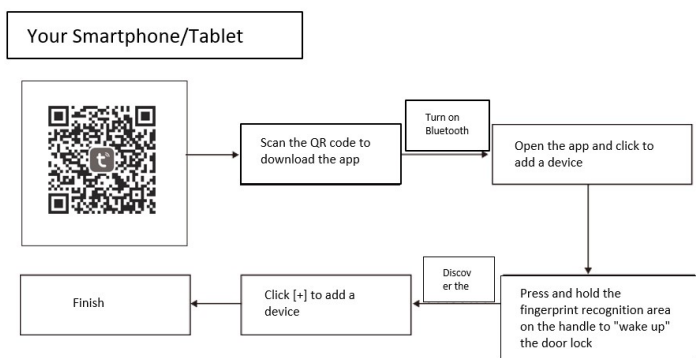 Your Smartphone/Tablet
Scan the QR code to
download the app
Turn on
Bluetooth
Open the app and click to
add a device
Press and hold the
fingerprint recognition area
on the handle to "wake up"
the door lock
Discov
er the
Click [+] to add a
device
Finish